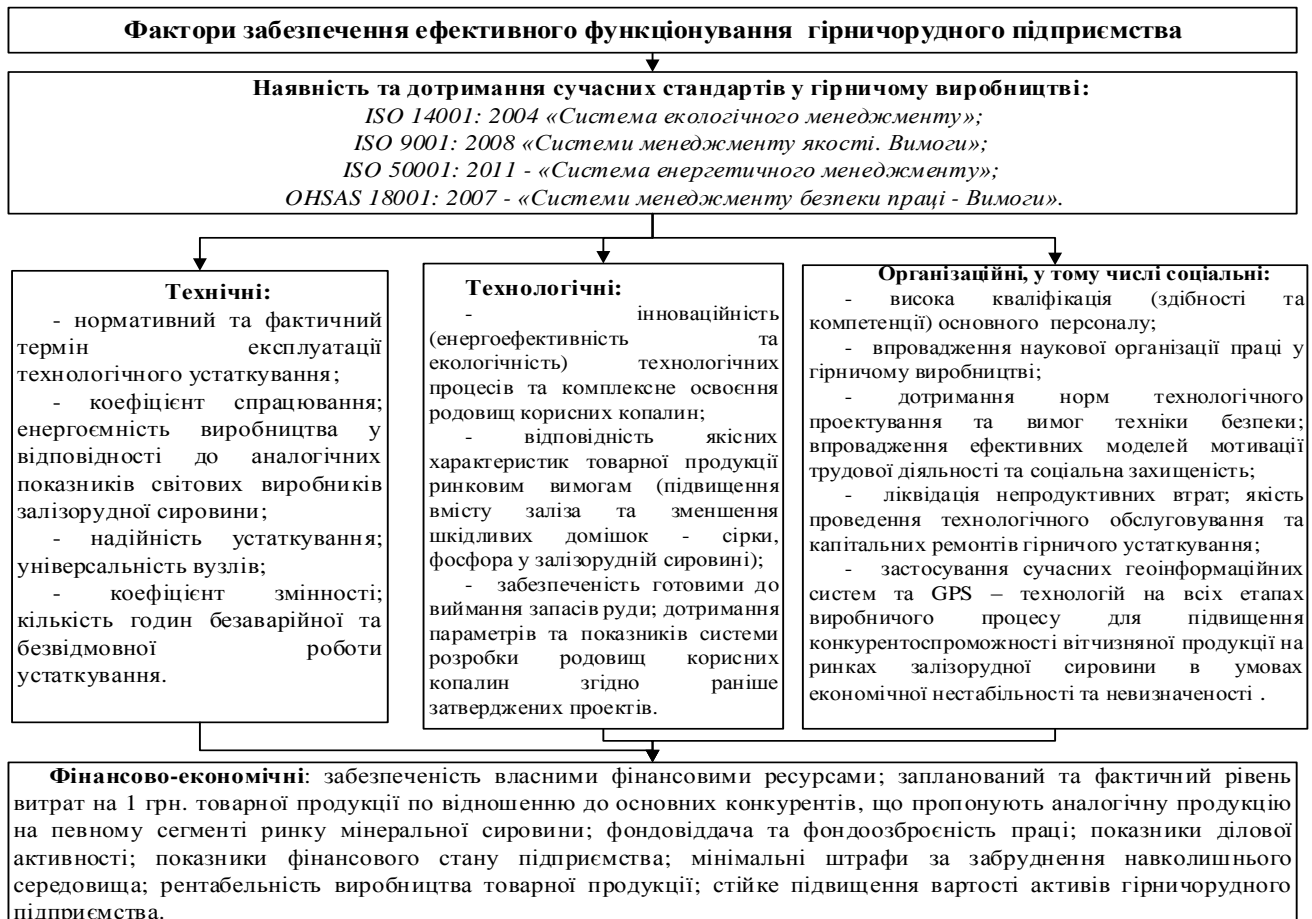 Фактори забезпечення ефективного функціонування гірничорудного підприємства
Наявність та дотримання сучасних стандартів у гірничому виробництві:
ISO 14001: 2004 «Система екологічного менеджменту»;
ISO 9001: 2008 «Системи менеджменту якості. Вимоги»;
ISO 50001: 2011 - «Система енергетичного менеджменту»;
OHSAS 18001: 2007 - «Системи менеджменту безпеки праці - Вимоги».
Технічні:
- нормативний та фактичний
термін експлуатації
технологічного устаткування;
- коефіцієнт спрацювання;
енергоємність виробництва у
відповідності до аналогічних
показників світових виробників
залізорудної сировини;
- надійність устаткування;
універсальність вузлів;
- коефіцієнт змінності;
кількість годин безаварійної та
безвідмовної роботи
устаткування.
Технологічні:
- інноваційність
(енергоефективність та
екологічність) технологічних
процесів та комплексне освоєння
родовищ корисних копалин;
- відповідність якісних
характеристик товарної продукції
ринковим вимогам (підвищення
вмісту заліза та зменшення
шкідливих домішок - сірки,
фосфора у залізорудній сировині);
- забезпеченість готовими до
виймання запасів руди; дотримання
параметрів та показників системи
розробки родовищ корисних
копалин згідно раніше
затверджених проектів.
Організаційні, у тому числі соціальні:
- висока кваліфікація (здібності та
компетенції) основного персоналу;
- впровадження наукової організації праці у
гірничому виробництві;
- дотримання норм технологічного
проектування та вимог техніки безпеки;
впровадження ефективних моделей мотивації
трудової діяльності та соціальна захищеність;
- ліквідація непродуктивних втрат; якість
проведення технологічного обслуговування та
капітальних ремонтів гірничого устаткування;
- застосування сучасних геоінформаційних
систем та GPS – технологій на всіх етапах
виробничого процесу для підвищення
конкурентоспроможності вітчизняної продукції на
ринках залізорудної сировини в умовах
економічної нестабільності та невизначеності .
Фінансово-економічні: забезпеченість власними фінансовими ресурсами; запланований та фактичний рівень
витрат на 1 грн. товарної продукції по відношенню до основних конкурентів, що пропонують аналогічну продукцію
на певному сегменті ринку мінеральної сировини; фондовіддача та фондоозброєність праці; показники ділової
активності; показники фінансового стану підприємства; мінімальні штрафи за забруднення навколишнього
середовища; рентабельність виробництва товарної продукції; стійке підвищення вартості активів гірничорудного
підприємства.